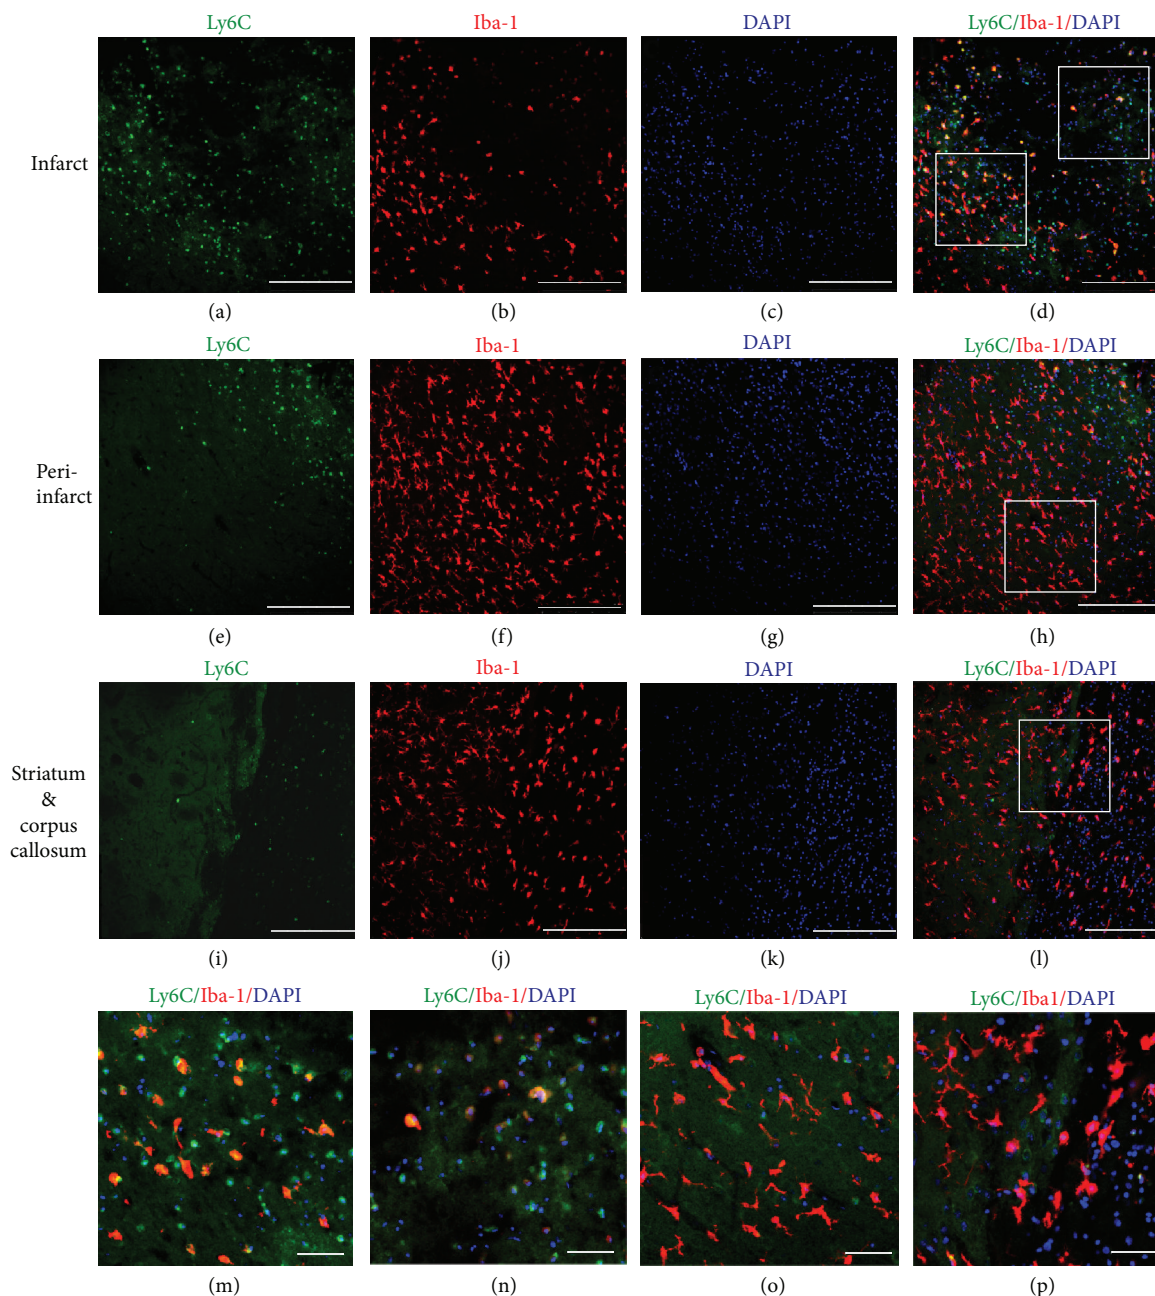 Ly6C
Iba-1
DAPI
Ly6C/Iba-1/DAPI
Infarct
(a)
(b)
(c)
(d)
Ly6C
Iba-1
DAPI
Ly6C/Iba-1/DAPI
Peri-
infarct
(e)
(f)
(g)
(h)
Ly6C
Iba-1
DAPI
Ly6C/Iba-1/DAPI
Striatum
&
corpus
callosum
(i)
(j)
(k)
(l)
Ly6C/Iba-1/DAPI
Ly6C/Iba-1/DAPI
Ly6C/Iba-1/DAPI
Ly6C/Iba1/DAPI
(m)
(n)
(o)
(p)